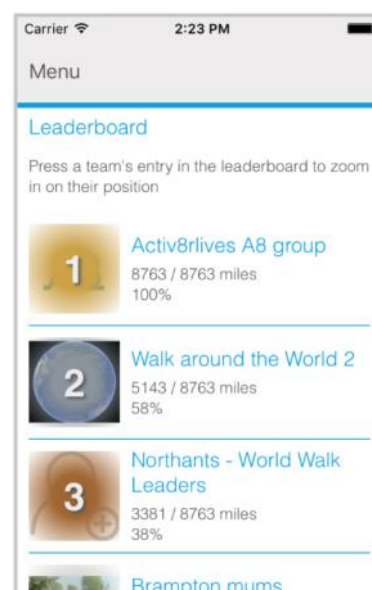 Carrier 2:23 PM
Menu
Leaderboard
Press a team's entry in the leaderboard to zoom
in on their position
1
Activ8rlives A8 group
8763 / 8763 miles
100%
2
Walk around the World 2
5143 / 8763 miles
58%
3
Northants - World Walk
Leaders
3381 / 8763 miles
38%
Brampton mums